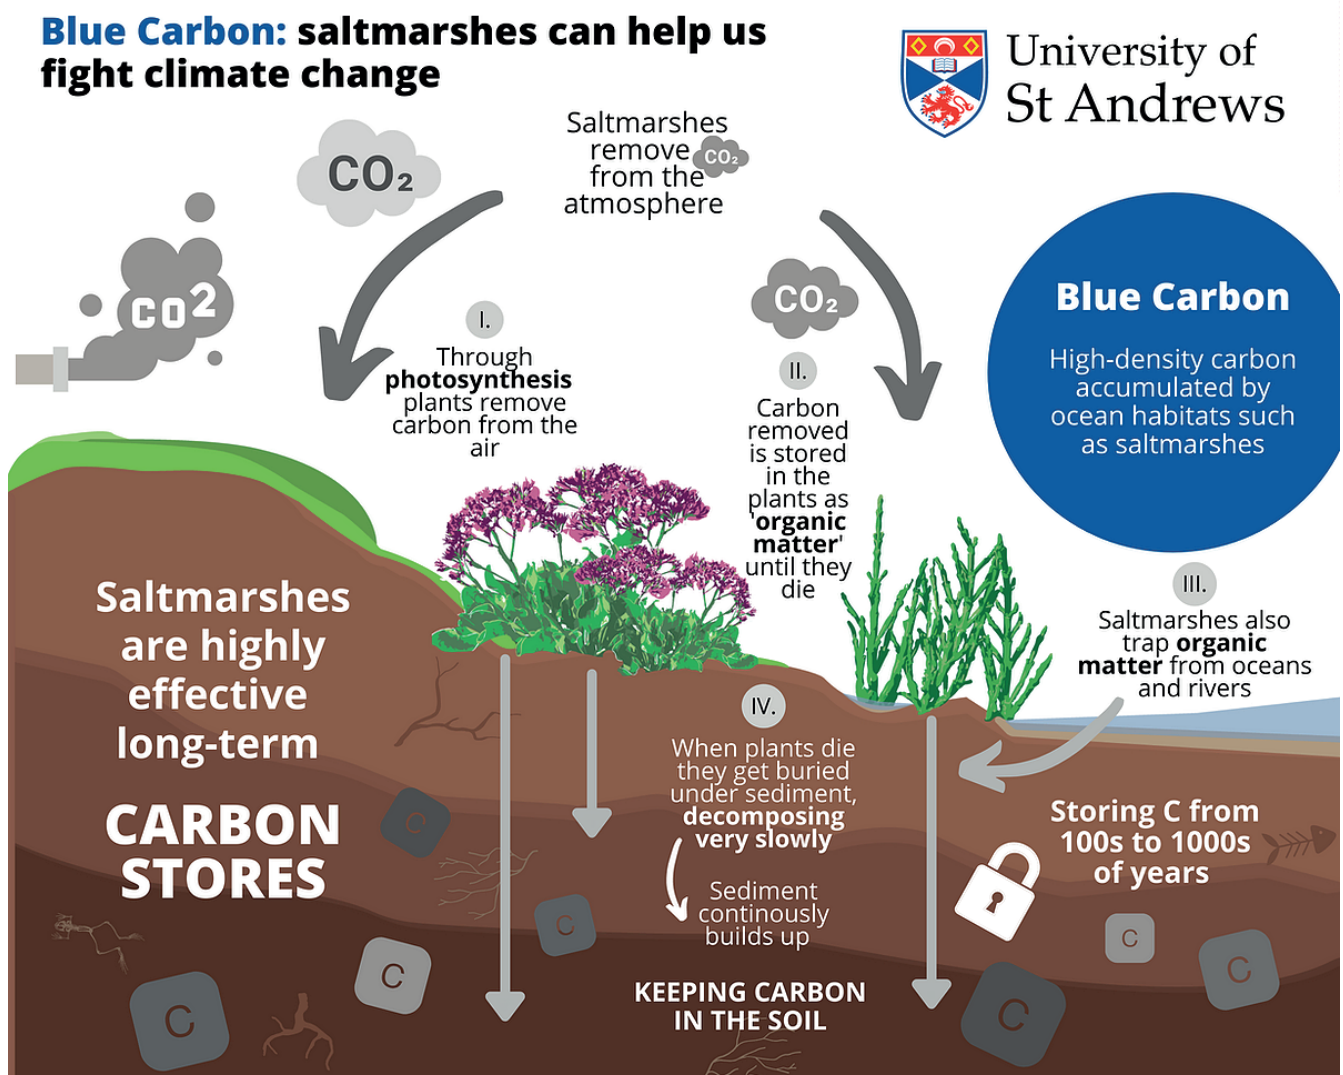 Blue Carbon: saltmarshes can help us
fight climate change
University of
St Andrews
Saltmarshes
remove CO₂
from the
atmosphere
CO₂
CO²
I.
Through
photosynthesis
plants remove
carbon from the
air
CO₂
II.
Carbon
removed
is stored
in the
plants as
'organic
matter'
until they
die
Blue Carbon
High-density carbon
accumulated by
ocean habitats such
as saltmarshes
III.
Saltmarshes also
trap organic
matter from oceans
and rivers
Saltmarshes
are highly
effective
long-term
CARBON
STORES
IV.
When plants die
they get buried
under sediment,
decomposing
very slowly
Sediment
continously
builds up
KEEPING CARBON
IN THE SOIL
Storing C from
100s to 1000s
of years
C
C
C
C
C
C
C